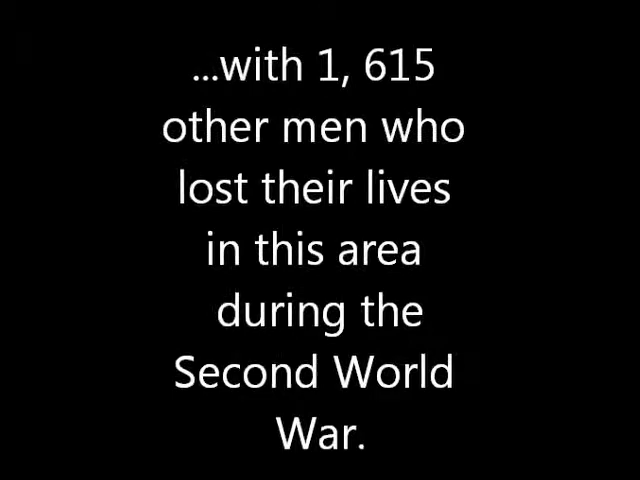 ...with 1, 615
other men who
lost their lives
in this area
during the
Second World
War.